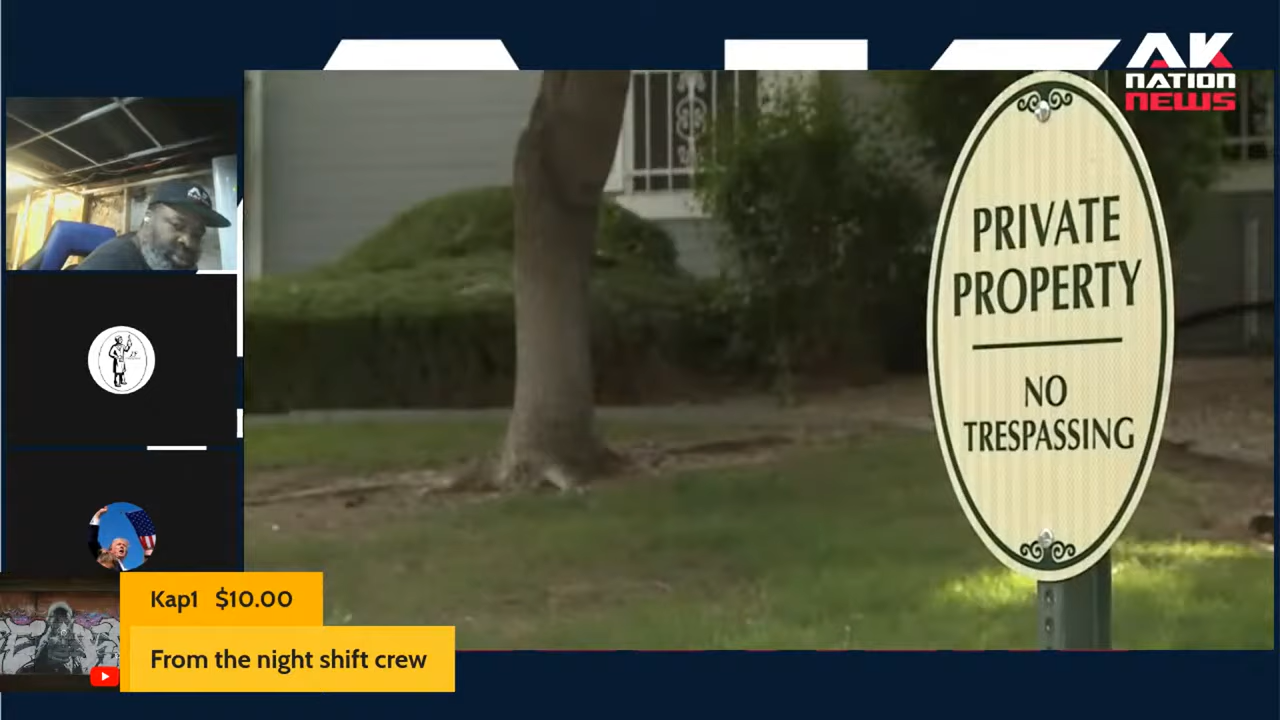 AK
NATION
NEWS
PRIVATE
PROPERTY
NO
TRESPASSING
Kap1 $10.00
From the night shift crew